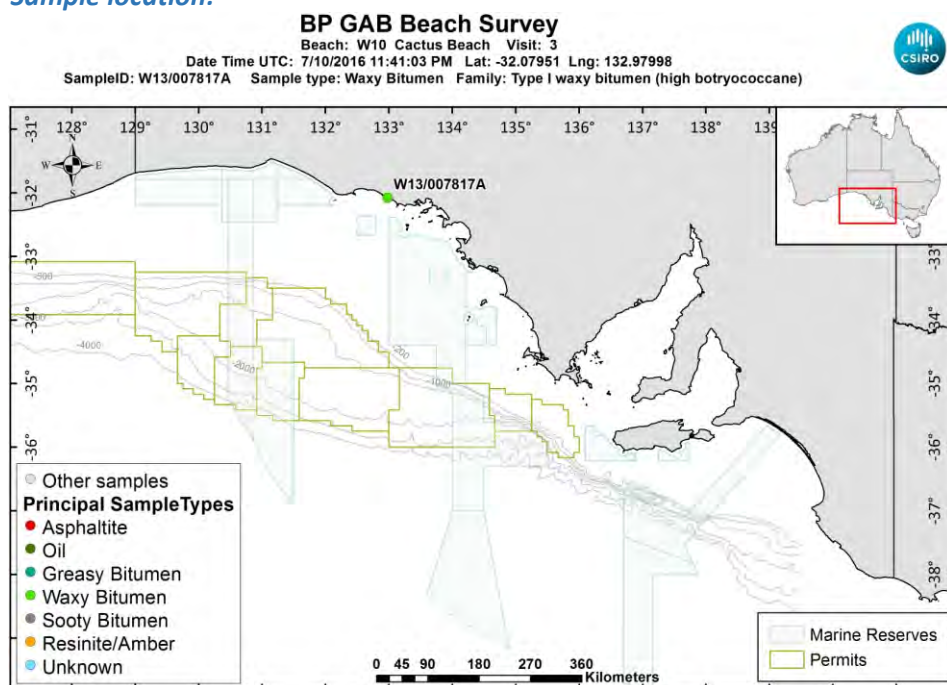 Sample location:
BP GAB Beach Survey
Beach: W10 Cactus Beach Visit: 3
Date Time UTC: 7/10/2016 11:41:03 PM Lat: -32.07951 Lng: 132.97998
SampleID: W13/007817A Sample type: Waxy Bitumen Family: Type I waxy bitumen (high botryococcane)
CSIRO
128° 129° 130° 131° 132° 133° 134° 135° 136° 137° 138° 139
-31°
-32°
-33°
-34°
-35°
-36°
-37°
-38°
-31°
-32°
-33°
-34°
-35°
-36°
N
W E
S
W13/007817A
-200
-1000
-2000
-4000
Other samples
Principal SampleTypes
Asphaltite
Oil
Greasy Bitumen
Waxy Bitumen
Sooty Bitumen
Resinite/Amber
Unknown
0 45 90 180 270 360
Kilometers
Marine Reserves
Permits